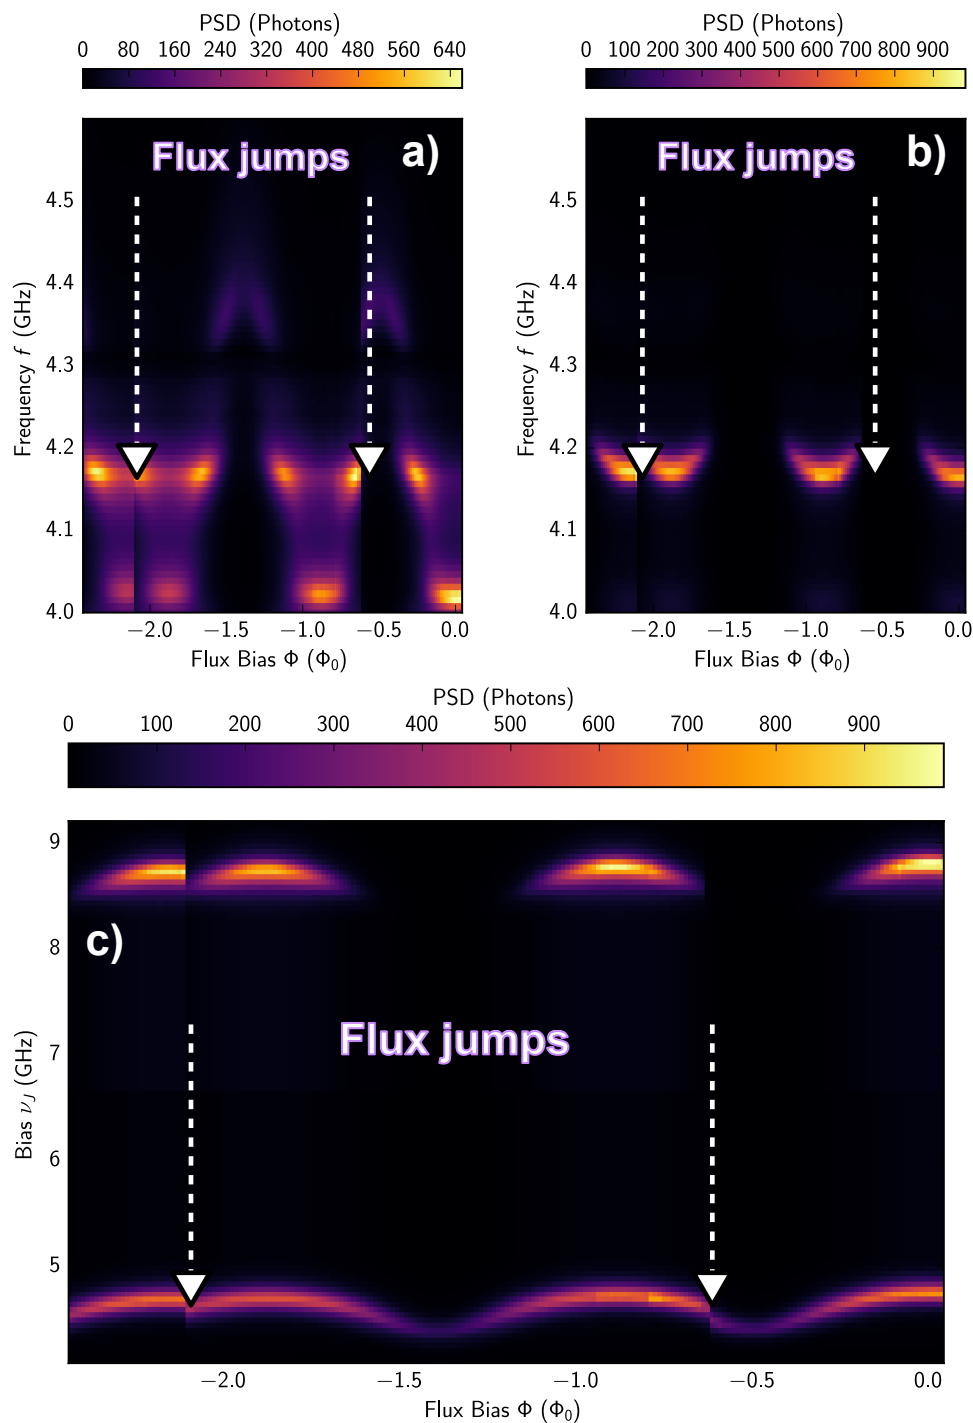 PSD (Photons)
0 80 160 240 320 400 480 560 640
Flux jumps a)
4.5
4.4
4.3
4.2
4.1
4.0
Frequency f (GHz)
−2.0 −1.5 −1.0 −0.5 0.0
Flux Bias Φ (Φ₀)
PSD (Photons)
0 100 200 300 400 500 600 700 800 900
Flux jumps b)
4.5
4.4
4.3
4.2
4.1
4.0
Frequency f (GHz)
−2.0 −1.5 −1.0 −0.5 0.0
Flux Bias Φ (Φ₀)
PSD (Photons)
0 100 200 300 400 500 600 700 800 900
c)
Flux jumps
9
8
7
6
5
Bias ν_J (GHz)
−2.0 −1.5 −1.0 −0.5 0.0
Flux Bias Φ (Φ₀)